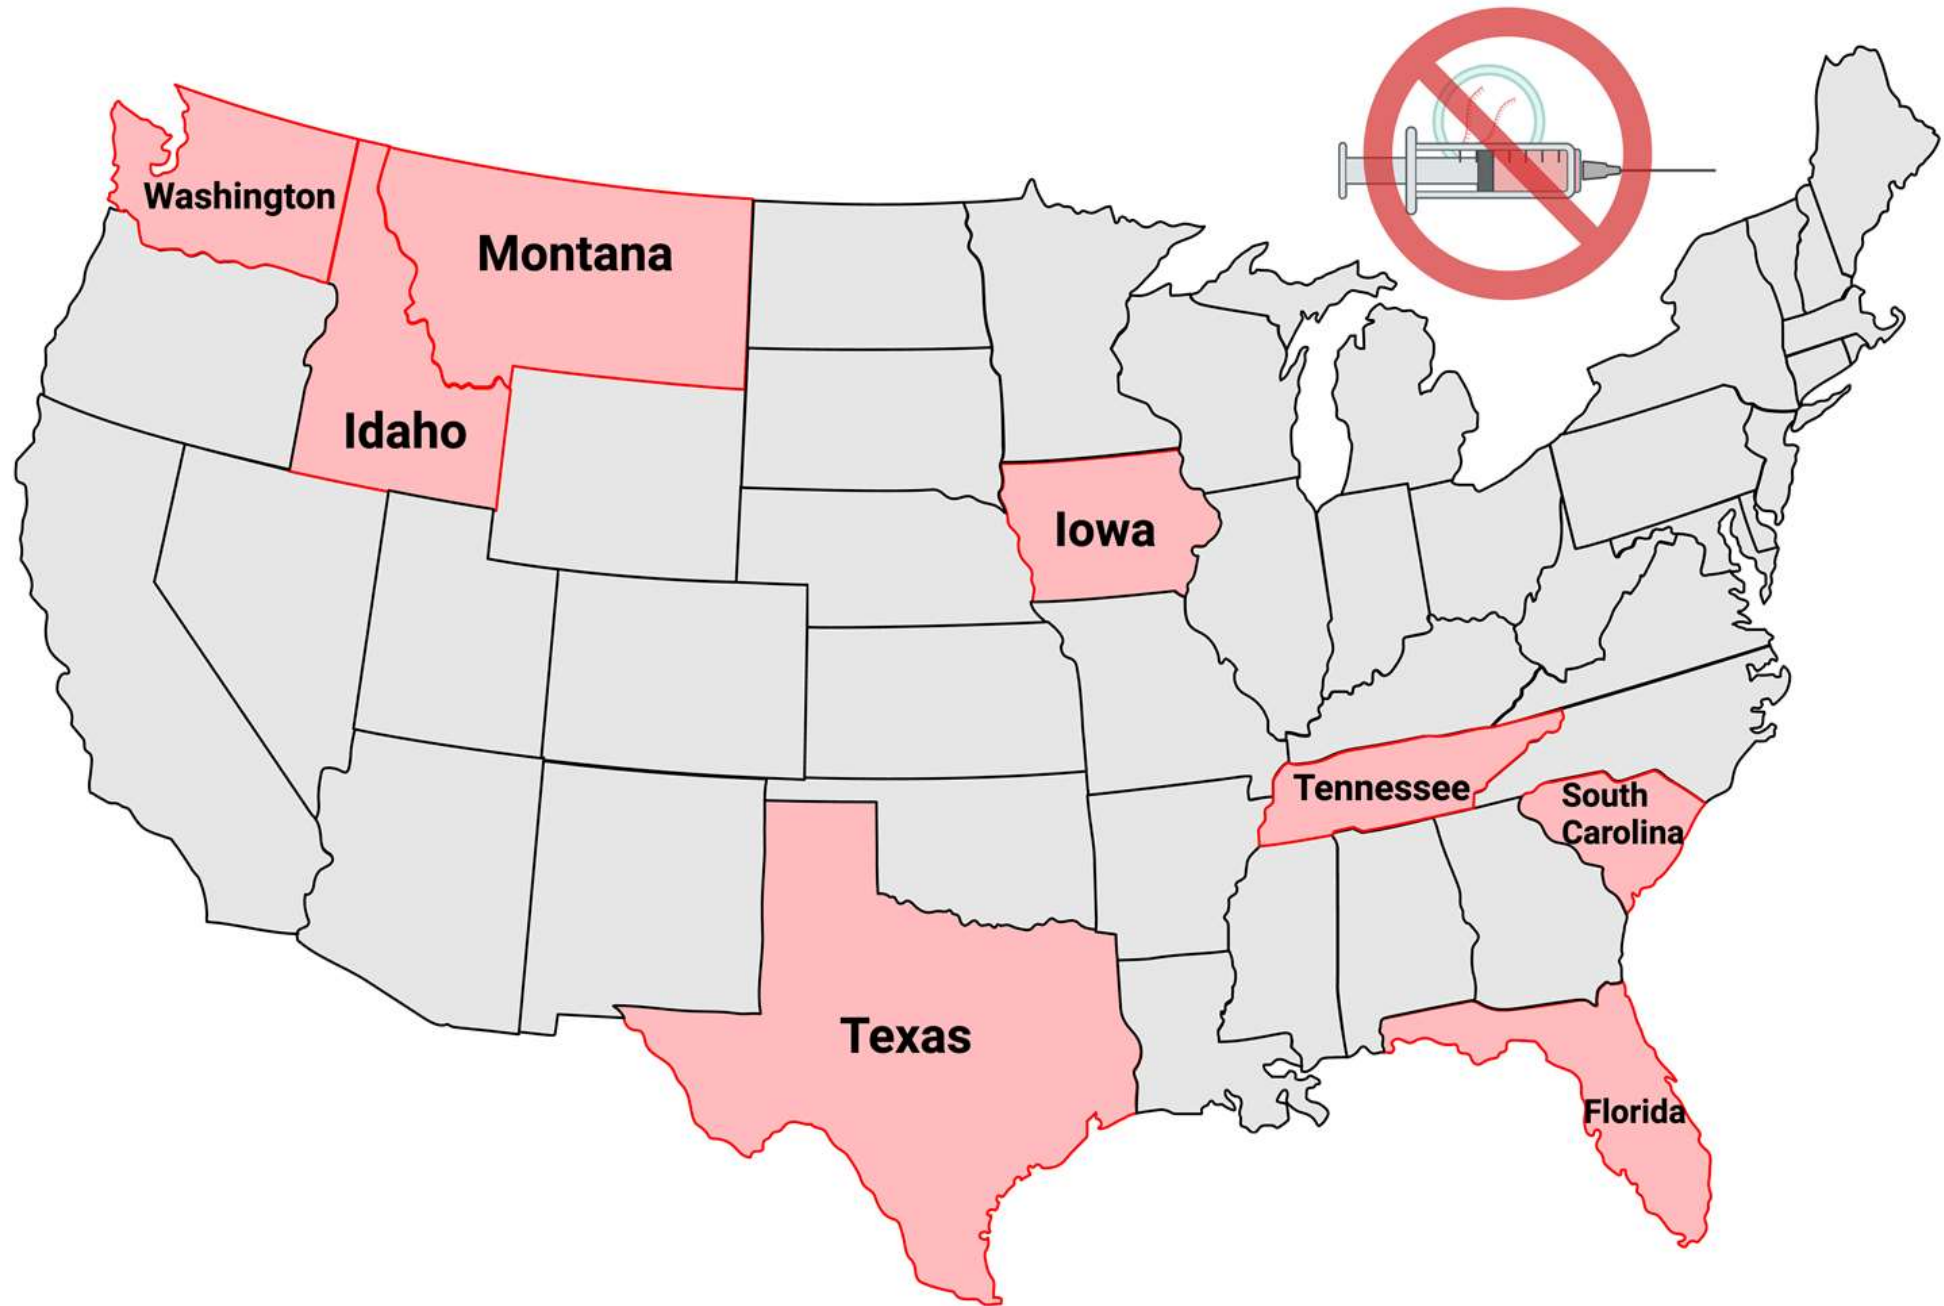 Washington
Montana
Idaho
Iowa
Tennessee
South
Carolina
Texas
Florida